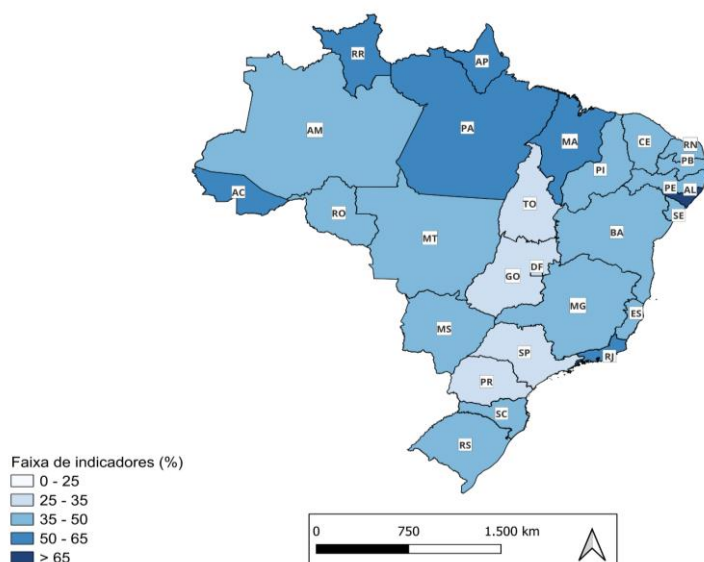 RR
AP
AM
PA
MA
CE
RN
PB
PI
PE
AL
AC
TO
SE
RO
BA
MT
DF
GO
MG
ES
MS
SP
RJ
PR
SC
RS
Faixa de indicadores (%)
0 - 25
25 - 35
35 - 50
50 - 65
> 65
0 750 1.500 km